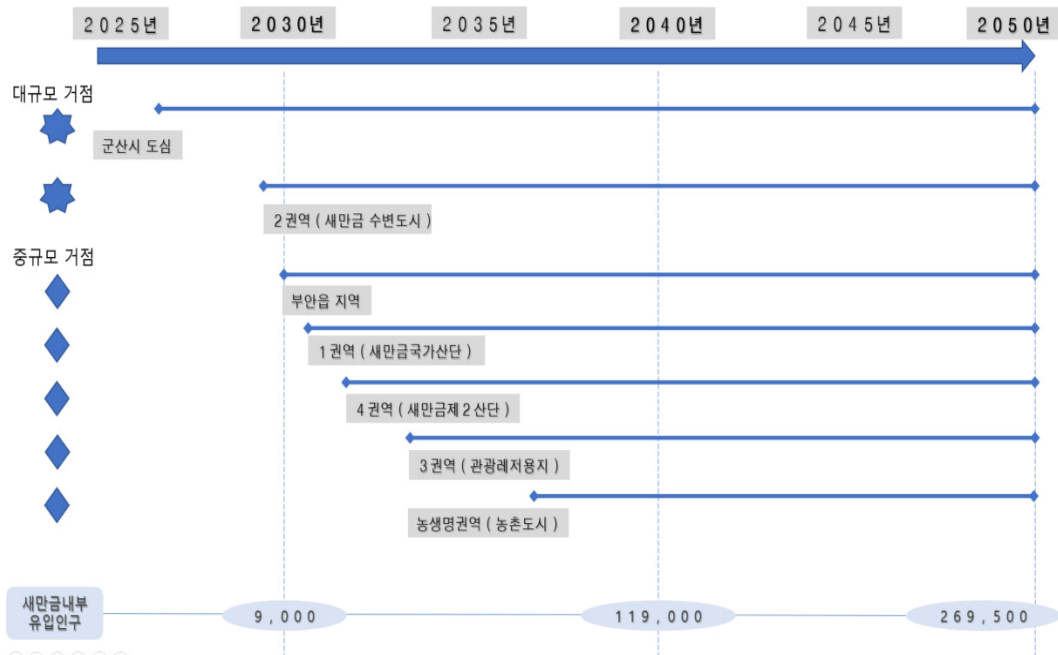 2025년 2030년 2035년 2040년 2045년 2050년
대규모 거점
군산시 도심
2권역 ( 새만금 수변도시 )
중규모 거점
부안읍 지역
1권역 ( 새만금국가산단 )
4권역 ( 새만금제2산단 )
3권역 ( 관광레저용지 )
농생명권역 ( 농촌도시 )
새만금내부
유입인구
9,000 119,000 269,500